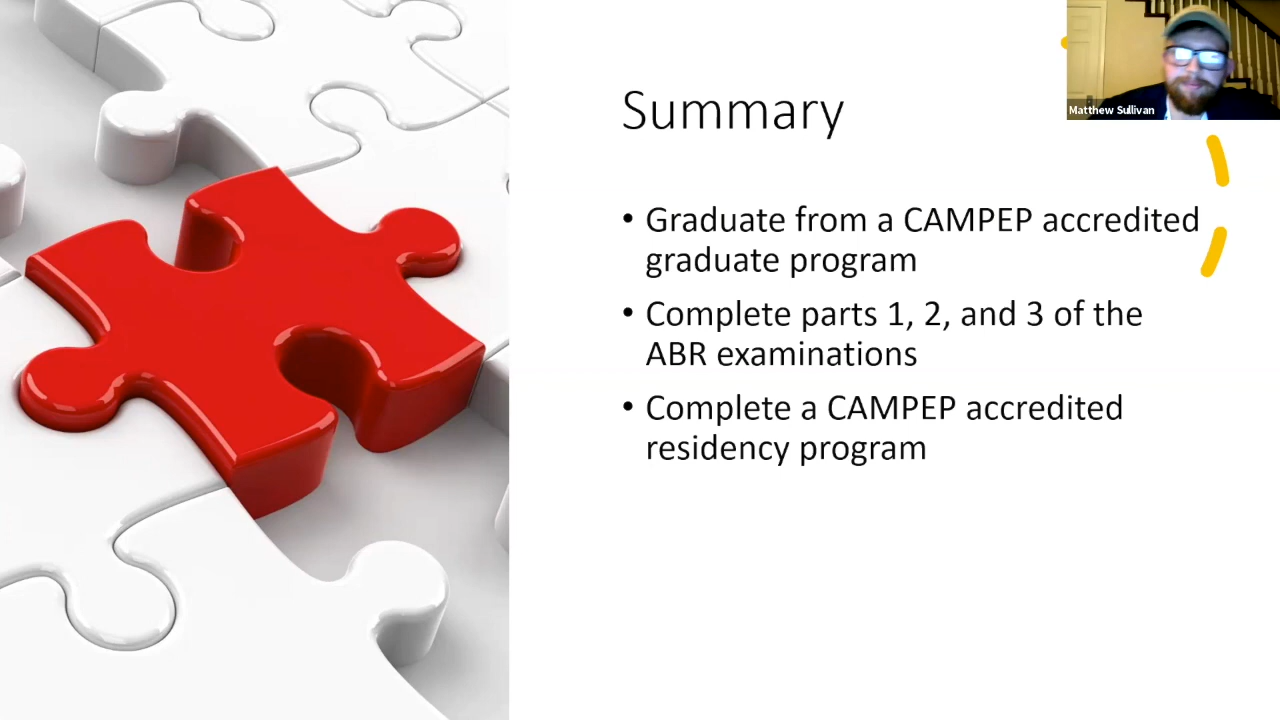 Summary
Matthew Sullivan
• Graduate from a CAMPEP accredited
graduate program
• Complete parts 1, 2, and 3 of the
ABR examinations
• Complete a CAMPEP accredited
residency program